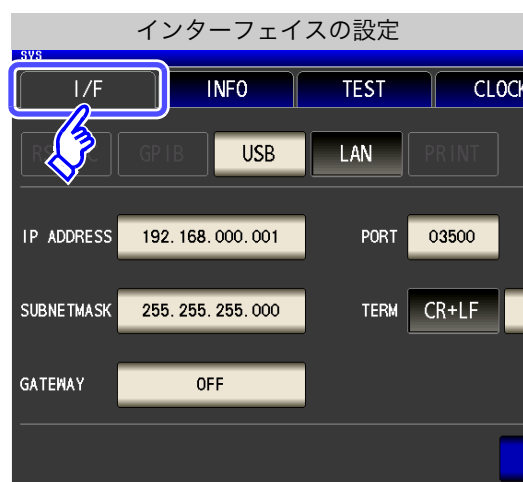 インターフェイスの設定
SYS
I/F INFO TEST
GPIB USB LAN PRINT
IP ADDRESS 192.168.000.001 PORT 03500
SUBNETMASK 255.255.255.000 TERM CR+LF
GATEWAY OFF